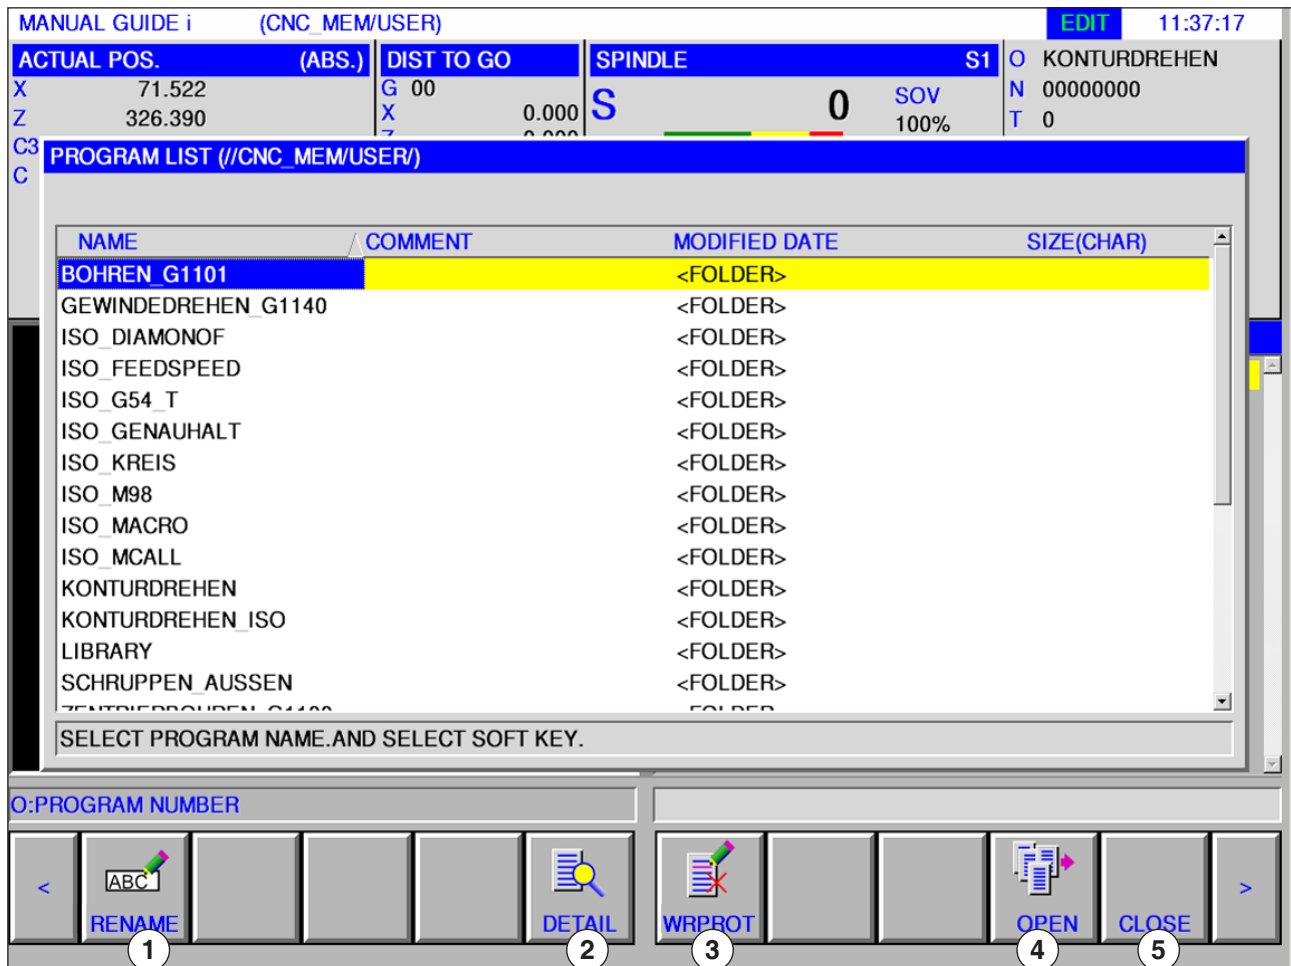 MANUAL GUIDE i (CNC_MEM/USER) EDIT 11:37:17
ACTUAL POS. (ABS.) DIST TO GO SPINDLE S1 O KONTURDREHEN
X 71.522 G 00 S 0 SOV N 00000000
Z 326.390 X 0.000 100% T 0
C3 Z 0.000
C
PROGRAM LIST (//CNC_MEM/USER/)
NAME COMMENT MODIFIED DATE SIZE(CHAR)
BOHREN_G1101 <FOLDER>
GEWINDEDREHEN_G1140 <FOLDER>
ISO_DIAMONOF <FOLDER>
ISO_FEEDSPEED <FOLDER>
ISO_G54_T <FOLDER>
ISO_GENAUHALT <FOLDER>
ISO_KREIS <FOLDER>
ISO_M98 <FOLDER>
ISO_MACRO <FOLDER>
ISO_MCALL <FOLDER>
KONTURDREHEN <FOLDER>
KONTURDREHEN_ISO <FOLDER>
LIBRARY <FOLDER>
SCHRUPPEN_AUSSEN <FOLDER>
<FOLDER>
SELECT PROGRAM NAME.AND SELECT SOFT KEY.
O:PROGRAM NUMBER
< ABC >
RENAME DETAIL WRPROT OPEN CLOSE
1 2 3 4 5